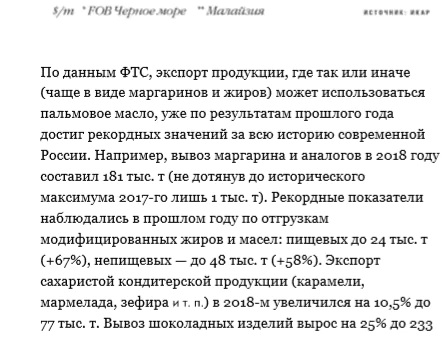 $/т *FOB Черное море ** Малайзия ИСТОЧНИК: ИКАР
По данным ФТС, экспорт продукции, где так или иначе
(чаще в виде маргаринов и жиров) может использоваться
пальмовое масло, уже по результатам прошлого года
достиг рекордных значений за всю историю современной
России. Например, вывоз маргарина и аналогов в 2018 году
составил 181 тыс. т (не дотянув до исторического
максимума 2017-го лишь 1 тыс. т). Рекордные показатели
наблюдались в прошлом году по отгрузкам
модифицированных жиров и масел: пищевых до 24 тыс. т
(+67%), непищевых — до 48 тыс. т (+58%). Экспорт
сахаристой кондитерской продукции (карамели,
мармелада, зефира и т. п.) в 2018-м увеличился на 10,5% до
77 тыс. т. Вывоз шоколадных изделий вырос на 25% до 233